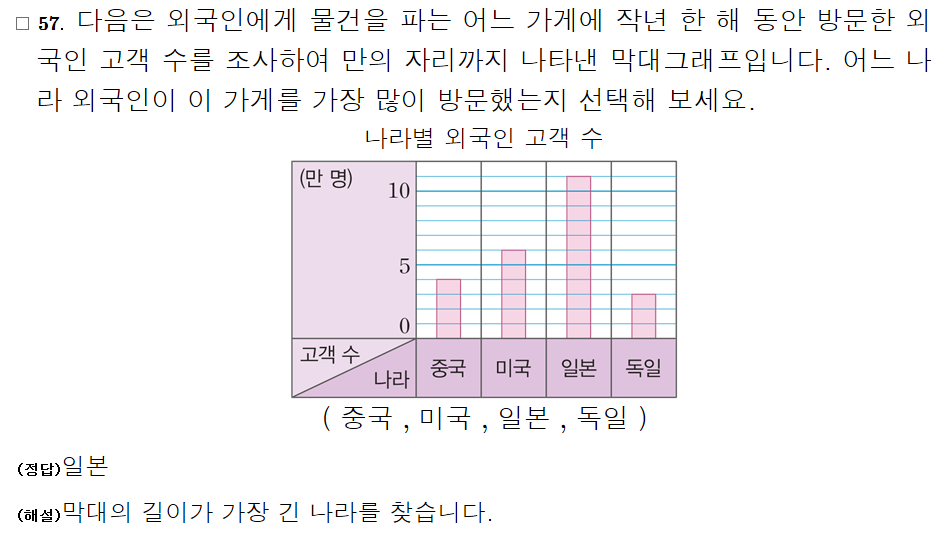 □ 57. 다음은 외국인에게 물건을 파는 어느 가게에 작년 한 해 동안 방문한 외
국인 고객 수를 조사하여 만의 자리까지 나타낸 막대그래프입니다. 어느 나
라 외국인이 이 가게를 가장 많이 방문했는지 선택해 보세요.
나라별 외국인 고객 수
(만 명)
10
5
0
고객 수
나라
중국 미국 일본 독일
( 중국 , 미국 , 일본 , 독일 )
(정답)일본
(해설)막대의 길이가 가장 긴 나라를 찾습니다.